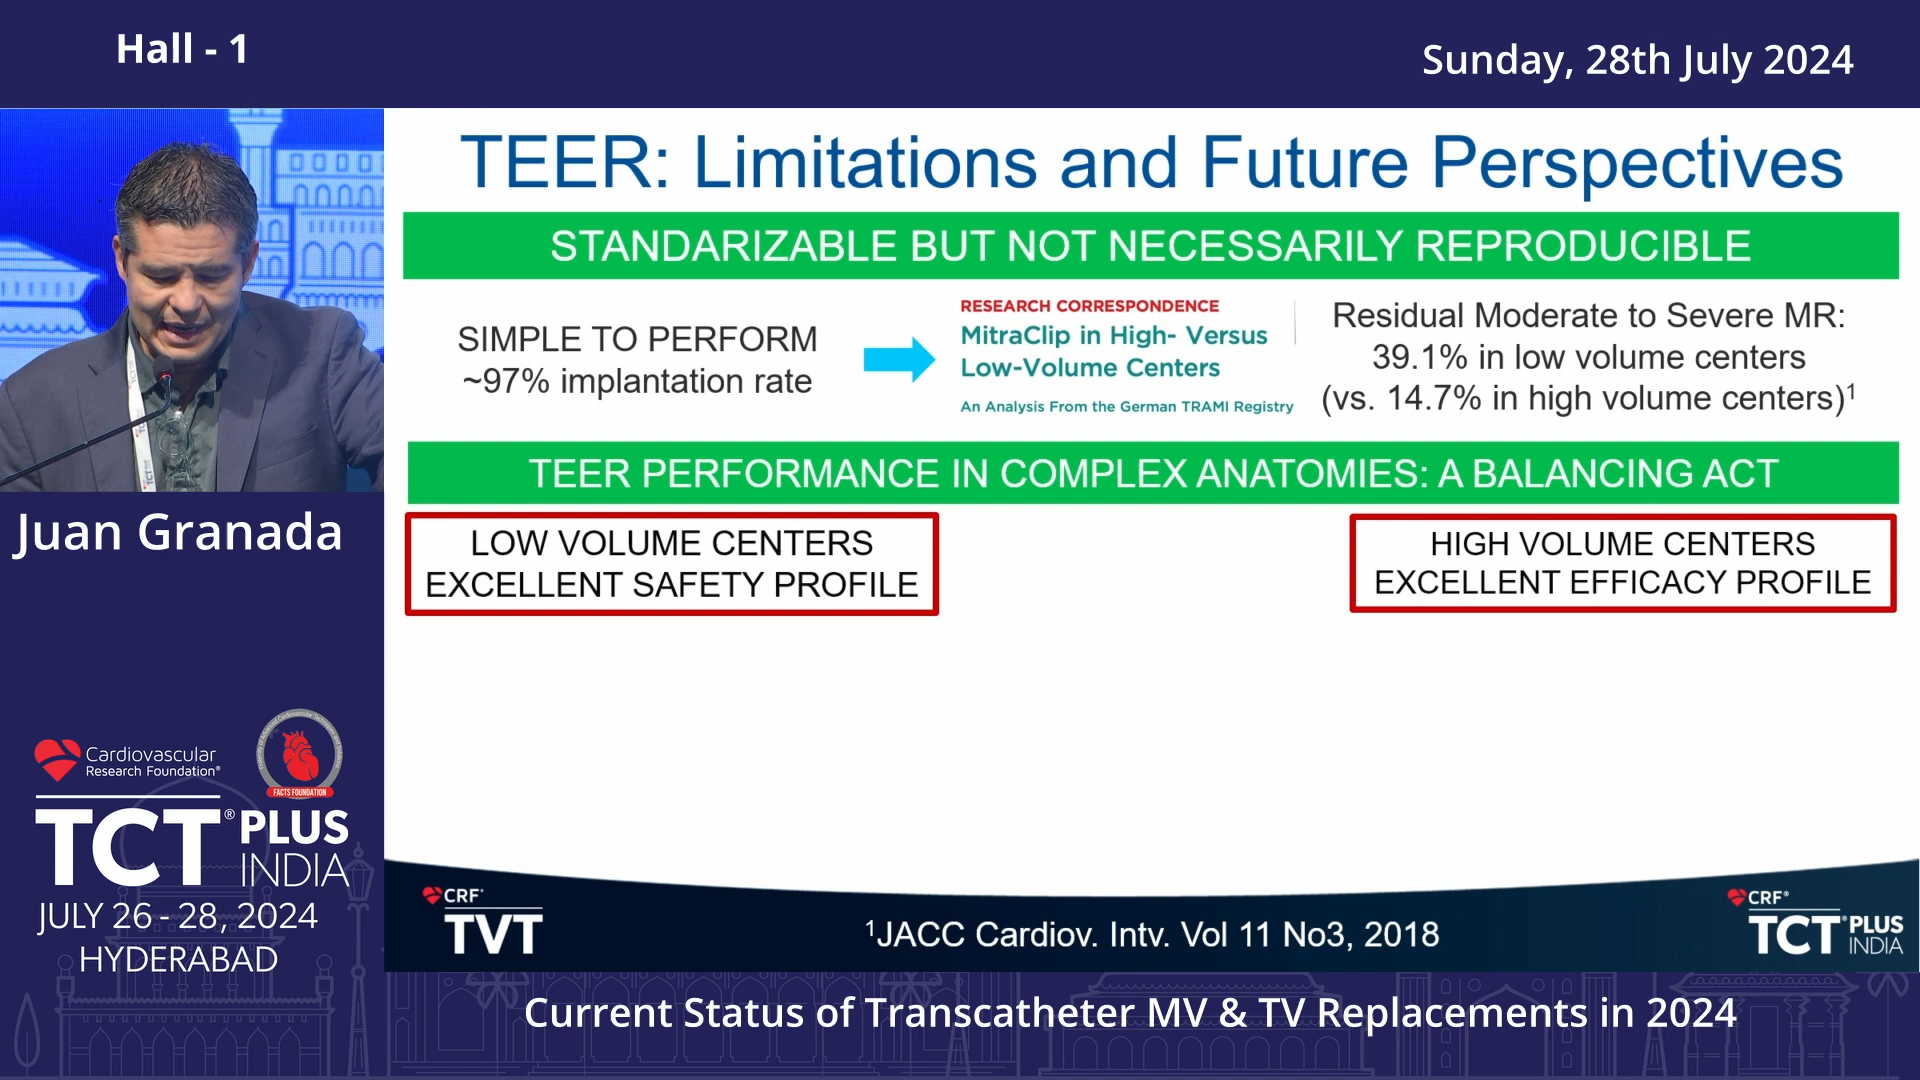 Hall - 1
Sunday, 28th July 2024
TEER: Limitations and Future Perspectives
STANDARIZABLE BUT NOT NECESSARILY REPRODUCIBLE
SIMPLE TO PERFORM
~97% implantation rate
RESEARCH CORRESPONDENCE
MitraClip in High- Versus
Low-Volume Centers
An Analysis From the German TRAMI Registry
Residual Moderate to Severe MR:
39.1% in low volume centers
(vs. 14.7% in high volume centers)¹
TEER PERFORMANCE IN COMPLEX ANATOMIES: A BALANCING ACT
LOW VOLUME CENTERS
EXCELLENT SAFETY PROFILE
HIGH VOLUME CENTERS
EXCELLENT EFFICACY PROFILE
Juan Granada
Cardiovascular
Research Foundation®
FACTS FOUNDATION
TCT® PLUS
INDIA
JULY 26 - 28, 2024
HYDERABAD
CRF®
TVT
¹JACC Cardiov. Intv. Vol 11 No3, 2018
CRF®
TCT® PLUS
INDIA
Current Status of Transcatheter MV & TV Replacements in 2024